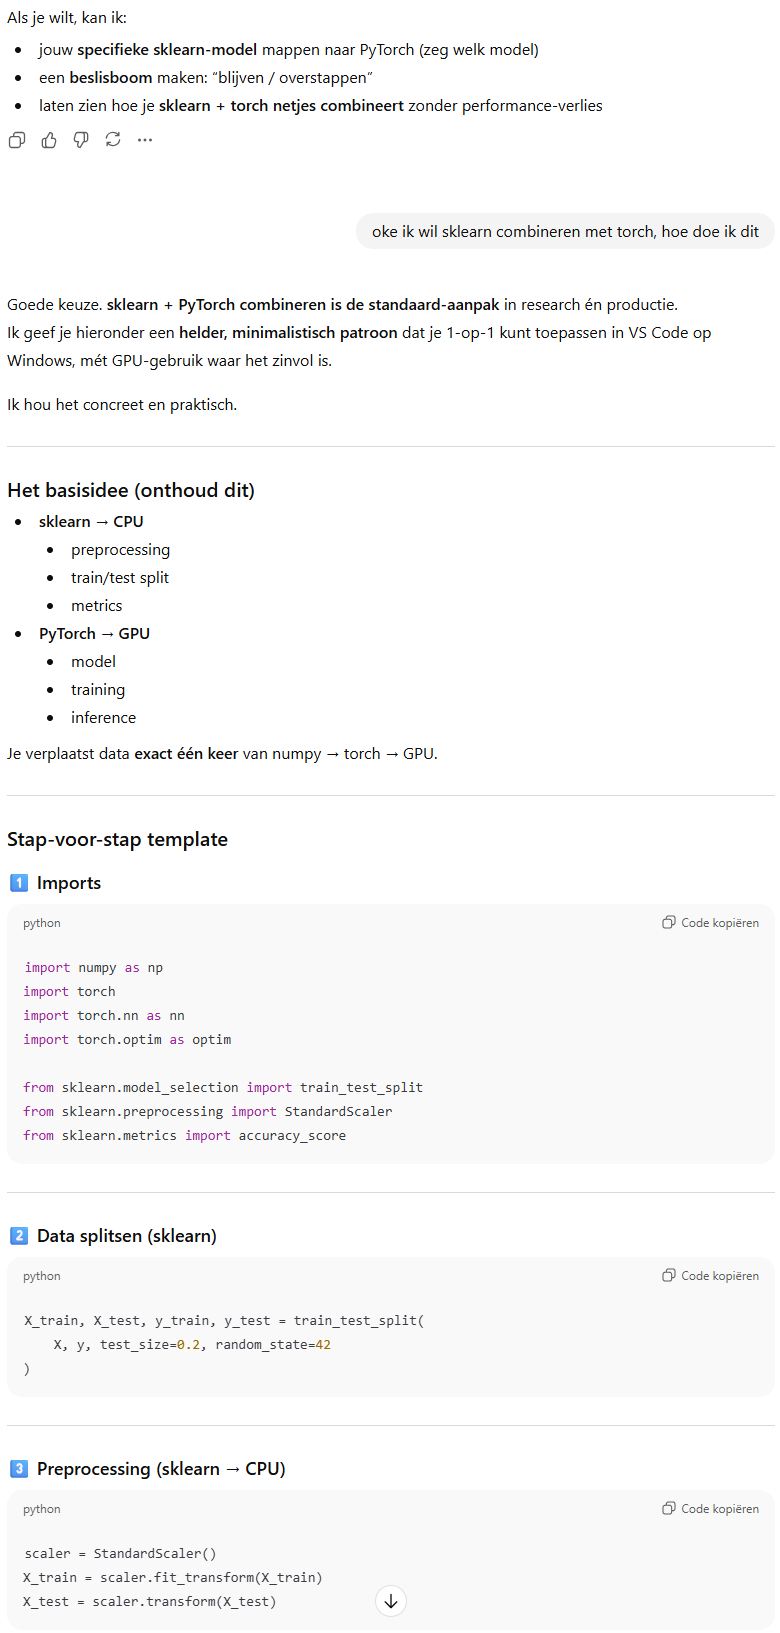 Als je wilt, kan ik:
• jouw specifieke sklearn-model mappen naar PyTorch (zeg welk model)
• een beslisboom maken: “blijven / overstappen”
• laten zien hoe je sklearn + torch netjes combineert zonder performance-verlies
oke ik wil sklearn combineren met torch, hoe doe ik dit
Goede keuze. sklearn + PyTorch combineren is de standaard-aanpak in research én productie.
Ik geef je hieronder een helder, minimalistisch patroon dat je 1-op-1 kunt toepassen in VS Code op
Windows, mét GPU-gebruik waar het zinvol is.
Ik hou het concreet en praktisch.
Het basisidee (onthoud dit)
• sklearn → CPU
• preprocessing
• train/test split
• metrics
• PyTorch → GPU
• model
• training
• inference
Je verplaatst data exact één keer van numpy → torch → GPU.
Stap-voor-stap template
1️⃣ Imports
python
Code kopiëren
import numpy as np
import torch
import torch.nn as nn
import torch.optim as optim
from sklearn.model_selection import train_test_split
from sklearn.preprocessing import StandardScaler
from sklearn.metrics import accuracy_score
2️⃣ Data splitsen (sklearn)
python
Code kopiëren
X_train, X_test, y_train, y_test = train_test_split(
    X, y, test_size=0.2, random_state=42
)
3️⃣ Preprocessing (sklearn → CPU)
python
Code kopiëren
scaler = StandardScaler()
X_train = scaler.fit_transform(X_train)
X_test = scaler.transform(X_test)